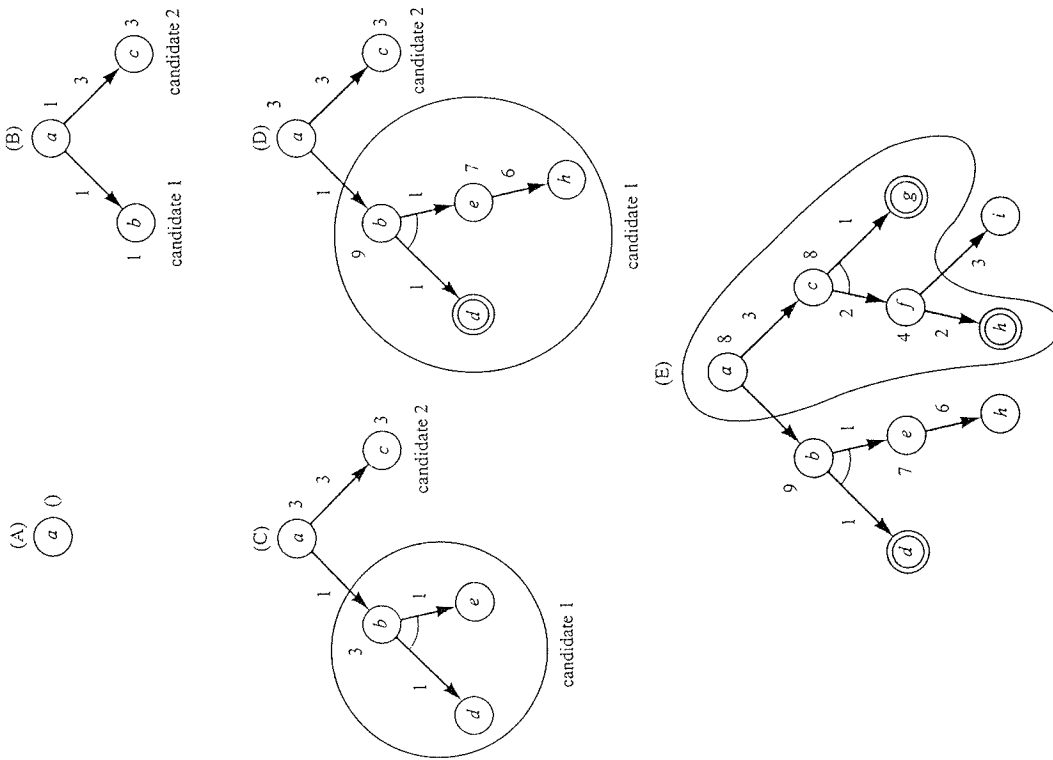 (A)
a 0
(B)
a 1
1 3
1 b c 3
candidate 1 candidate 2
(C)
a 3
1 3
3 b c 3
candidate 2
1 1
d e
candidate 1
(D)
a 3
1 3
9 b c 3
candidate 2
1 1
d e 7
6
h
candidate 1
(E)
a 8
3
9 b c 8
1 1 2 1
d 7 e 4 f g
6 2 3
h h i